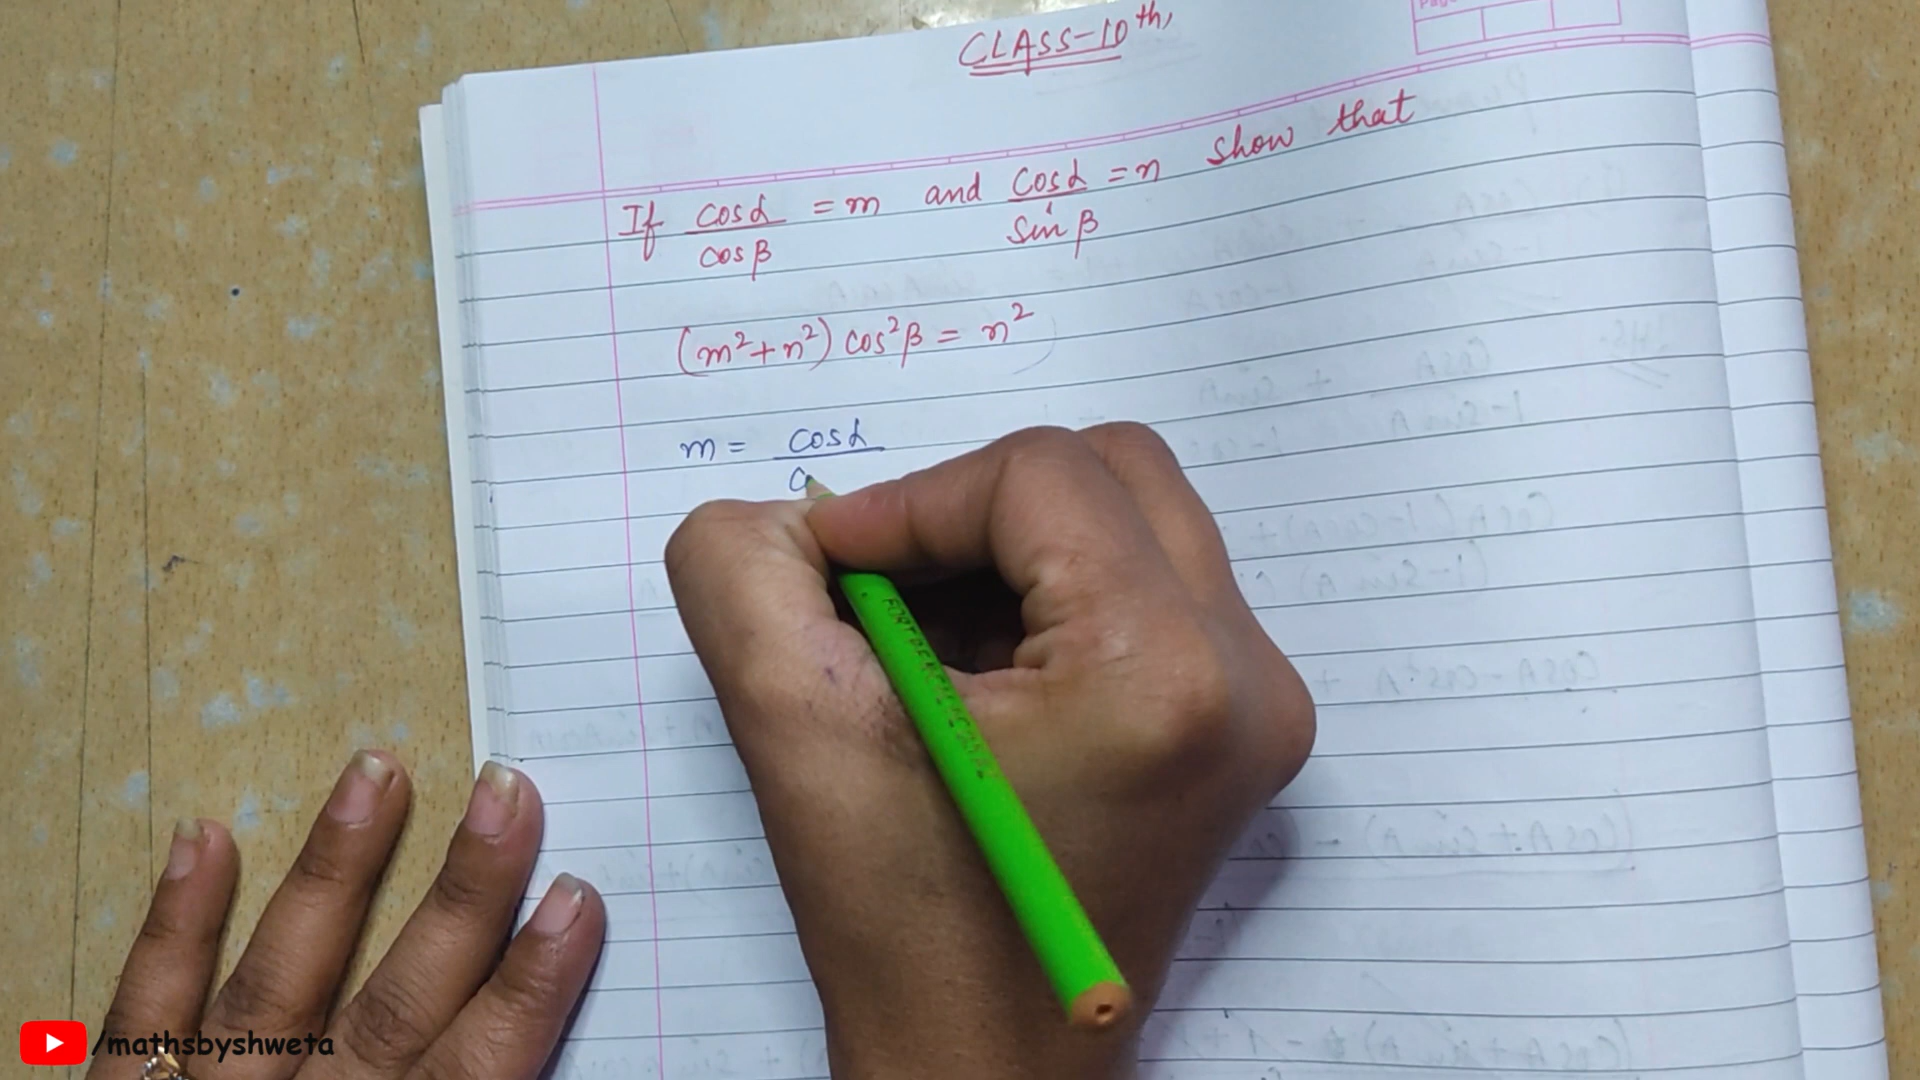 CLASS-10th,
If cosα/cosβ = m and cosα/sinβ = n show that
(m²+n²) cos²β = n²
m = cosα
/mathsbyshweta